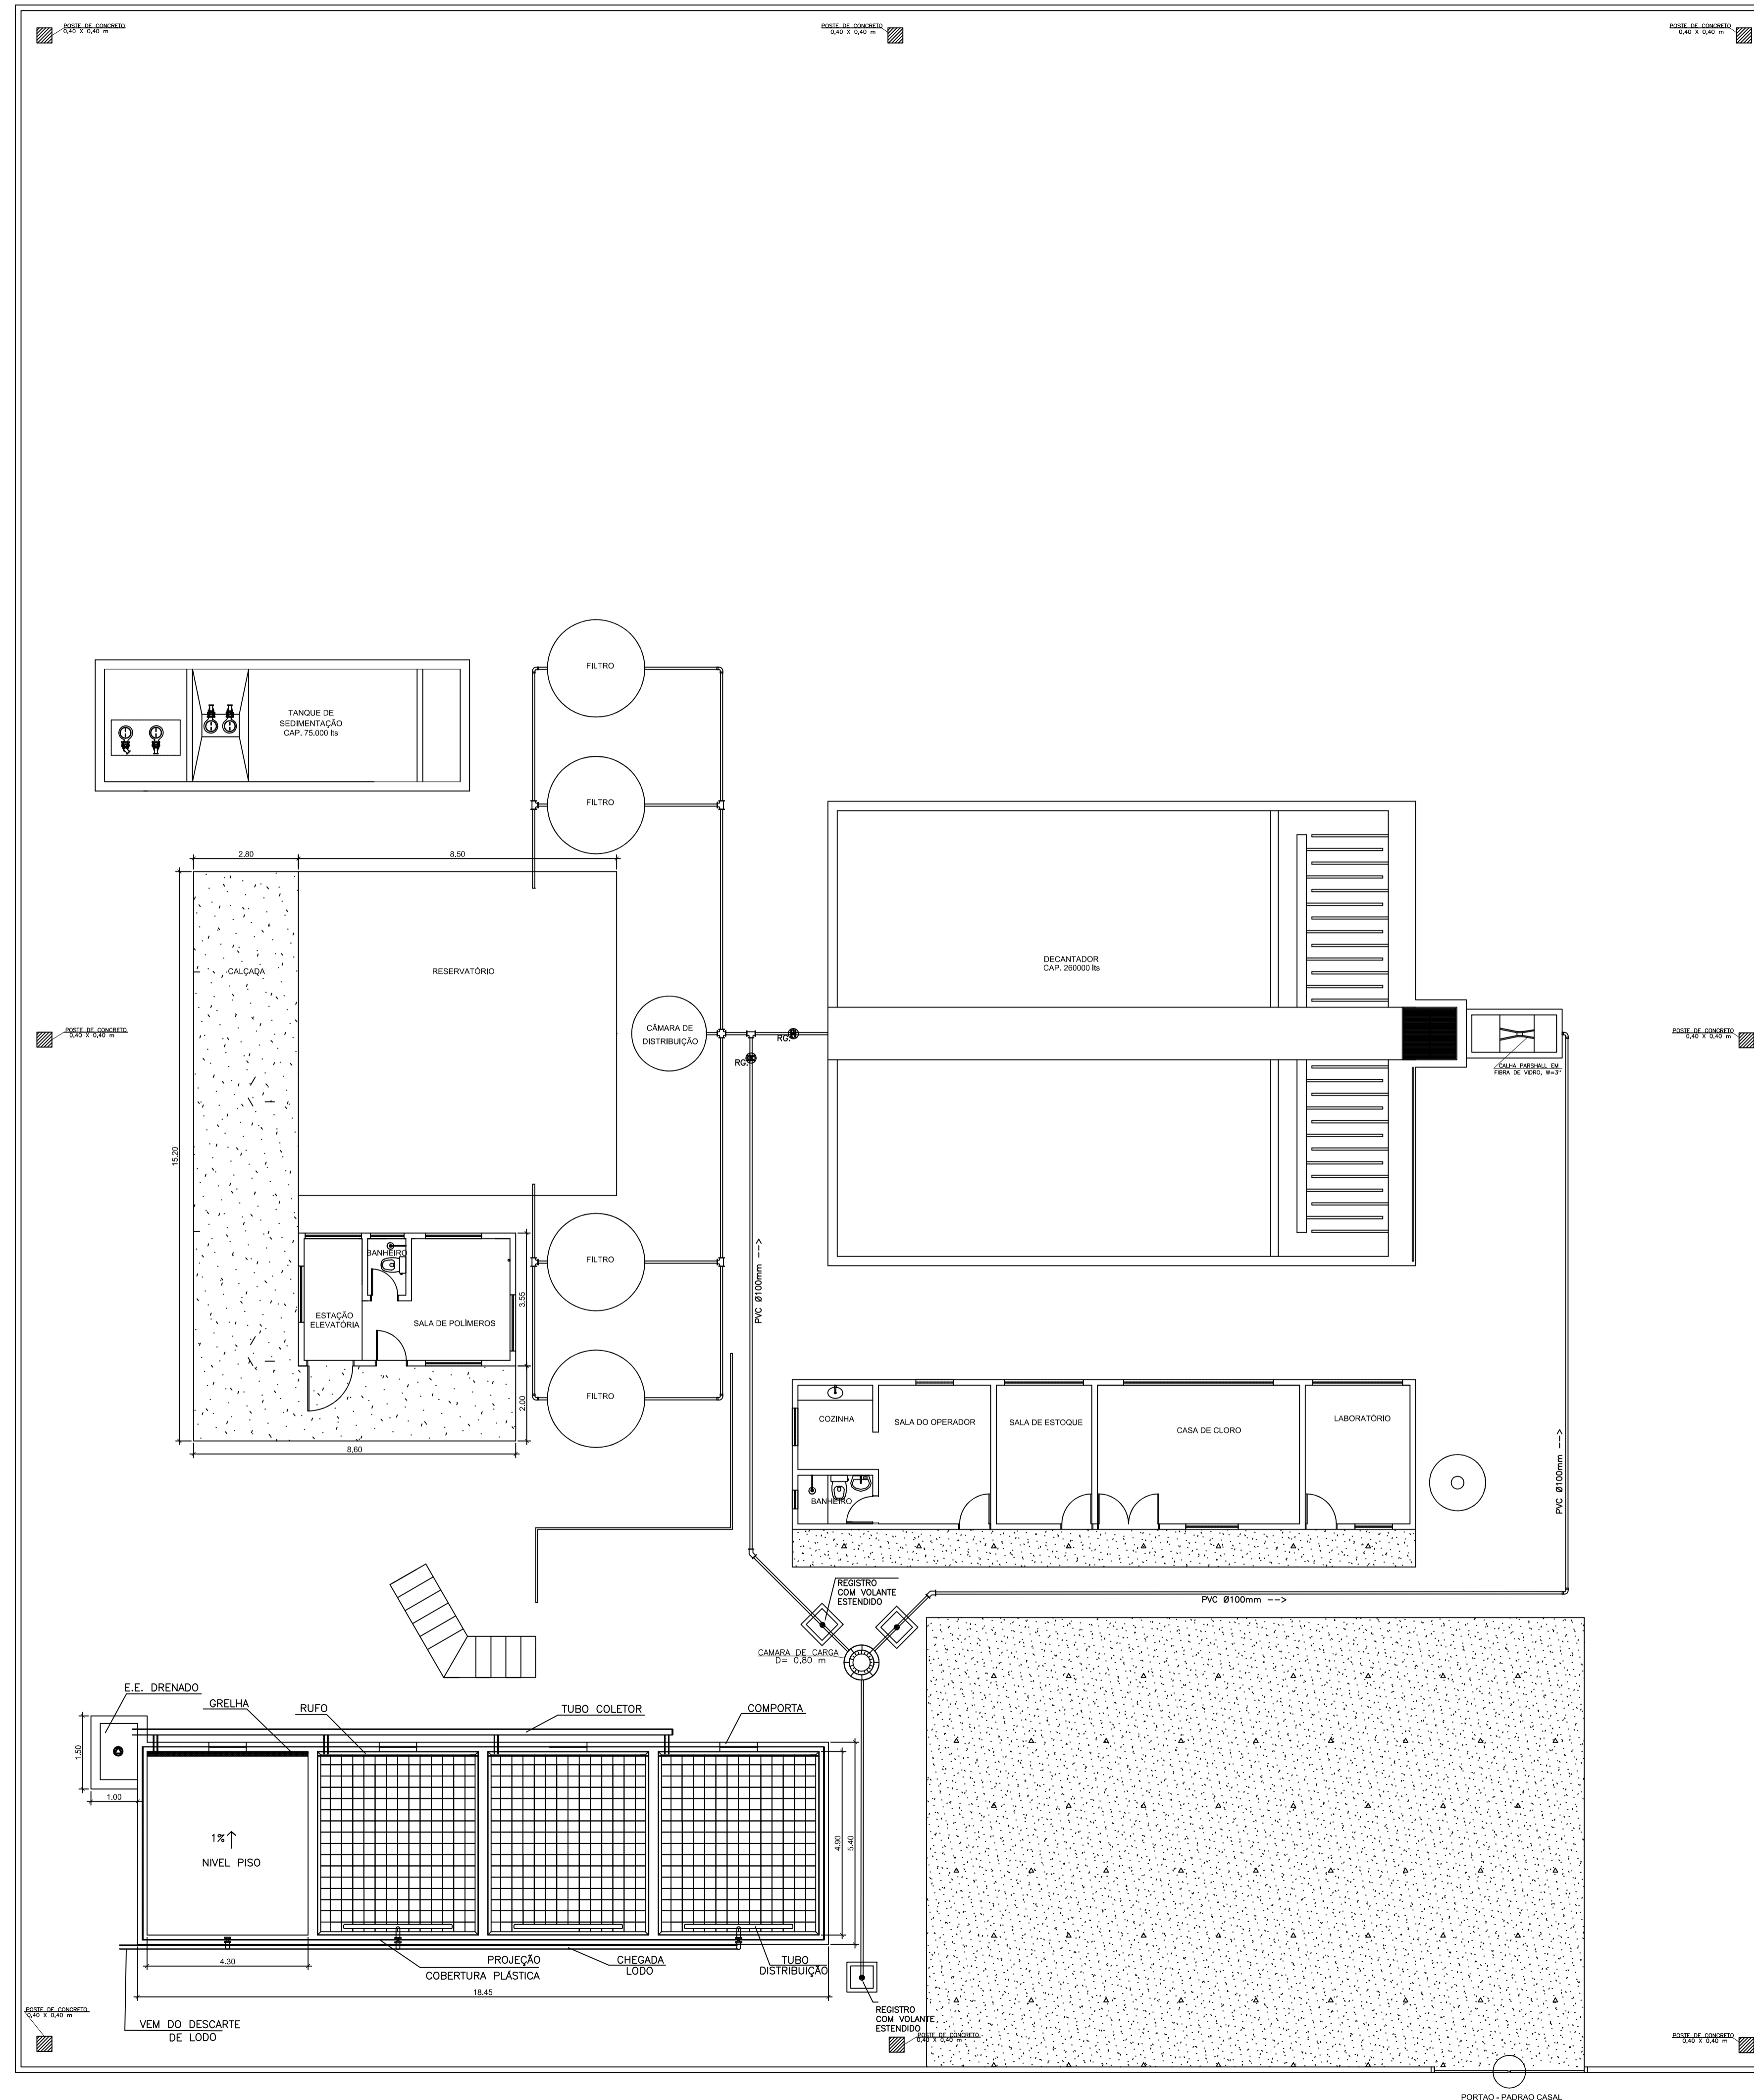 POSTE DE CONCRETO
0,40 X 0,40 m
POSTE DE CONCRETO
0,40 X 0,40 m
POSTE DE CONCRETO
0,40 X 0,40 m
FILTRO
TANQUE DE
SEDIMENTAÇÃO
CAP. 75.000 lts
FILTRO
2,80
8,50
DECANTADOR
CAP. 260000 lts
CALÇADA
RESERVATÓRIO
CÂMARA DE
DISTRIBUIÇÃO
RG.
RG.
POSTE DE CONCRETO
0,40 X 0,40 m
POSTE DE CONCRETO
0,40 X 0,40 m
CALHA PARSHALL EM
FIBRA DE VIDRO, W=3"
15,20
BANHEIRO
FILTRO
PVC Ø100mm -->
3,55
ESTAÇÃO
ELEVATÓRIA
SALA DE POLÍMEROS
FILTRO
2,00
8,60
COZINHA
SALA DO OPERADOR
SALA DE ESTOQUE
CASA DE CLORO
LABORATÓRIO
BANHEIRO
PVC Ø100mm -->
REGISTRO
COM VOLANTE
ESTENDIDO
PVC Ø100mm -->
CAMARA DE CARGA
D= 0,80 m
E.E. DRENADO
GRELHA
RUFO
TUBO COLETOR
COMPORTA
1.50
1.00
1%
NIVEL PISO
4.90
5.40
4.30
PROJEÇÃO
COBERTURA PLÁSTICA
CHEGADA
LODO
TUBO
DISTRIBUIÇÃO
18.45
POSTE DE CONCRETO
0,40 X 0,40 m
VEM DO DESCARTE
DE LODO
REGISTRO
COM VOLANTE
ESTENDIDO
POSTE DE CONCRETO
0,40 X 0,40 m
POSTE DE CONCRETO
0,40 X 0,40 m
PORTAO - PADRAO CASAL